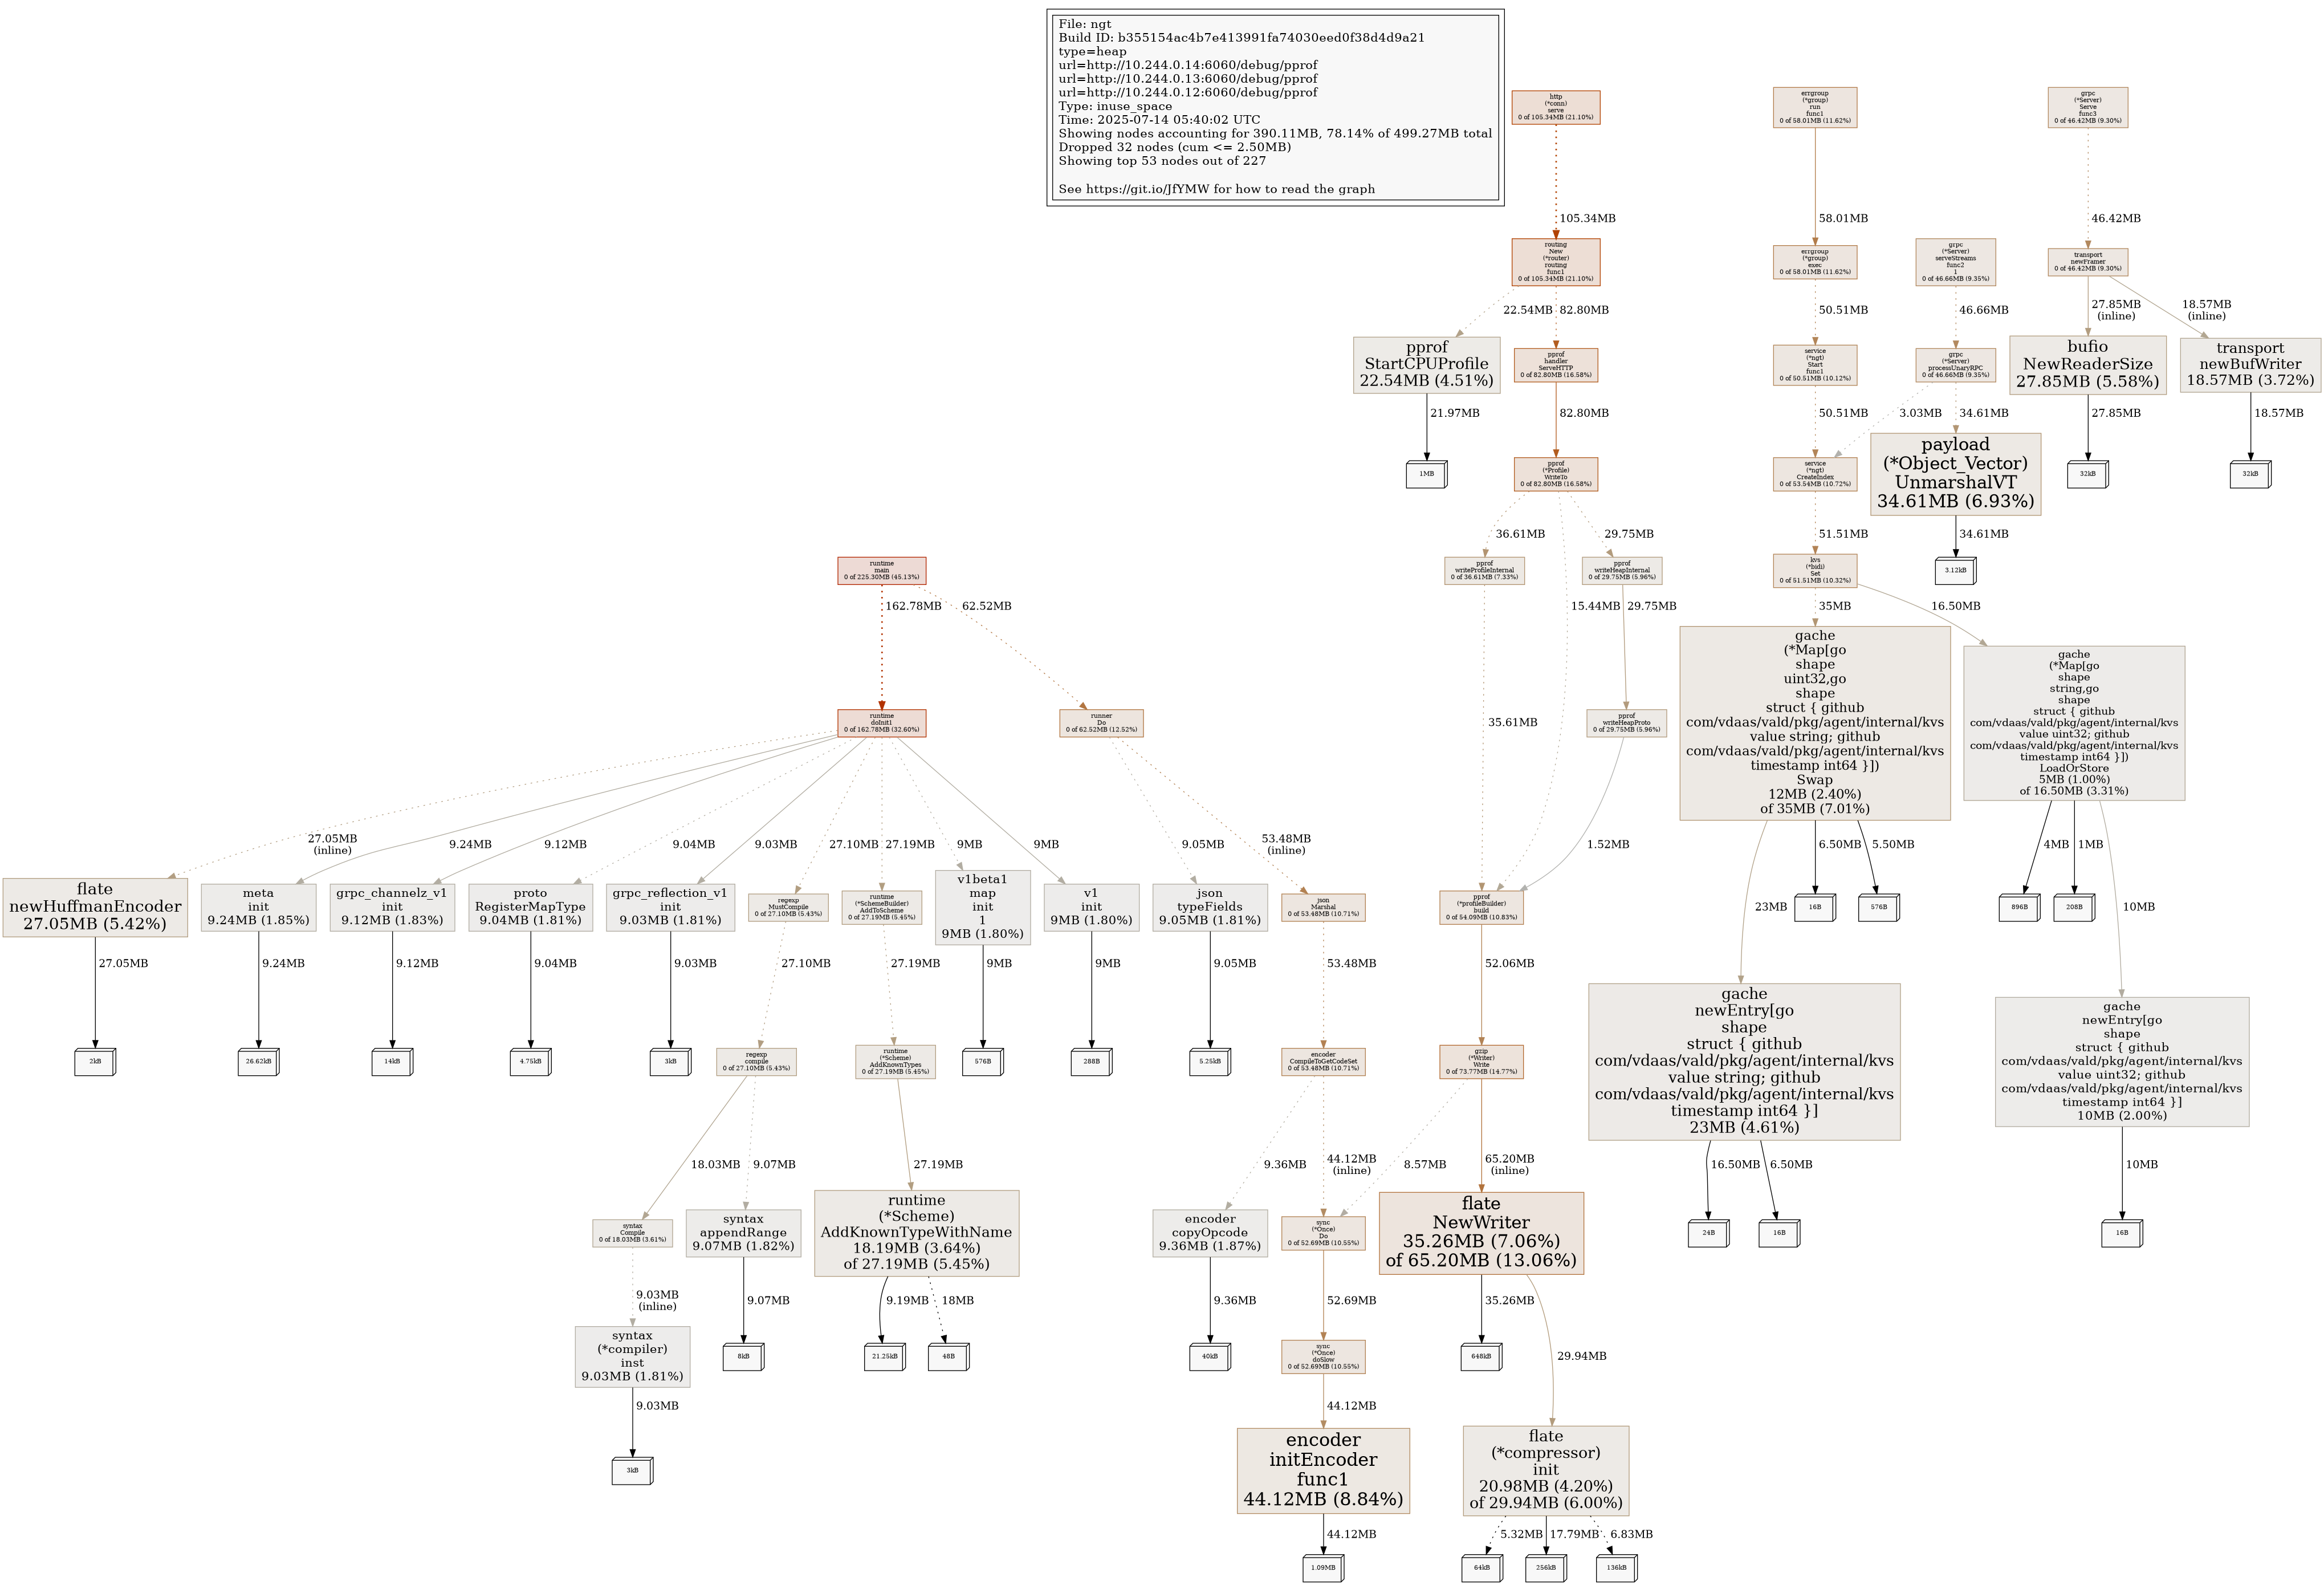 File: ngt
Build ID: b355154ac4b7e413991fa74030eed0f38d4d9a21
type=heap
url=http://10.244.0.14:6060/debug/pprof
url=http://10.244.0.13:6060/debug/pprof
url=http://10.244.0.12:6060/debug/pprof
Type: inuse_space
Time: 2025-07-14 05:40:02 UTC
Showing nodes accounting for 390.11MB, 78.14% of 499.27MB total
Dropped 32 nodes (cum <= 2.50MB)
Showing top 53 nodes out of 227
See https://git.io/JfYMW for how to read the graph
http
(*conn)
serve
0 of 105.34MB (21.10%)
errgroup
(*group)
run
func1
0 of 58.01MB (11.62%)
grpc
(*Server)
Serve
func3
0 of 46.42MB (9.30%)
105.34MB
58.01MB
46.42MB
routing
New
(*router)
routing
func1
0 of 105.34MB (21.10%)
errgroup
(*group)
exec
0 of 58.01MB (11.62%)
grpc
(*Server)
serveStreams
func2
1
0 of 46.66MB (9.35%)
transport
newFramer
0 of 46.42MB (9.30%)
22.54MB
82.80MB
50.51MB
46.66MB
27.85MB
(inline)
18.57MB
(inline)
pprof
StartCPUProfile
22.54MB (4.51%)
pprof
handler
ServeHTTP
0 of 82.80MB (16.58%)
service
(*ngt)
Start
func1
0 of 50.51MB (10.12%)
grpc
(*Server)
processUnaryRPC
0 of 46.66MB (9.35%)
bufio
NewReaderSize
27.85MB (5.58%)
transport
newBufWriter
18.57MB (3.72%)
21.97MB
82.80MB
50.51MB
3.03MB
34.61MB
27.85MB
18.57MB
1MB
pprof
(*Profile)
WriteTo
0 of 82.80MB (16.58%)
service
(*ngt)
CreateIndex
0 of 53.54MB (10.72%)
payload
(*Object_Vector)
UnmarshalVT
34.61MB (6.93%)
32kB
32kB
36.61MB
29.75MB
51.51MB
34.61MB
runtime
main
0 of 225.30MB (45.13%)
pprof
writeProfileInternal
0 of 36.61MB (7.33%)
pprof
writeHeapInternal
0 of 29.75MB (5.96%)
kvs
(*bidi)
Set
0 of 51.51MB (10.32%)
3.12kB
162.78MB
62.52MB
15.44MB
29.75MB
35MB
16.50MB
runtime
doInit1
0 of 162.78MB (32.60%)
runner
Do
0 of 62.52MB (12.52%)
35.61MB
pprof
writeHeapProto
0 of 29.75MB (5.96%)
gache
(*Map[go
shape
uint32,go
shape
struct { github
com/vdaas/vald/pkg/agent/internal/kvs
value string; github
com/vdaas/vald/pkg/agent/internal/kvs
timestamp int64 }])
Swap
12MB (2.40%)
of 35MB (7.01%)
gache
(*Map[go
shape
string,go
shape
struct { github
com/vdaas/vald/pkg/agent/internal/kvs
value uint32; github
com/vdaas/vald/pkg/agent/internal/kvs
timestamp int64 }])
LoadOrStore
5MB (1.00%)
of 16.50MB (3.31%)
27.05MB
(inline)
9.24MB
9.12MB
9.04MB
9.03MB
27.10MB
27.19MB
9MB
9MB
9.05MB
53.48MB
(inline)
1.52MB
6.50MB
5.50MB
4MB
1MB
flate
newHuffmanEncoder
27.05MB (5.42%)
meta
init
9.24MB (1.85%)
grpc_channelz_v1
init
9.12MB (1.83%)
proto
RegisterMapType
9.04MB (1.81%)
grpc_reflection_v1
init
9.03MB (1.81%)
regexp
MustCompile
0 of 27.10MB (5.43%)
runtime
(*SchemeBuilder)
AddToScheme
0 of 27.19MB (5.45%)
v1beta1
map
init
1
9MB (1.80%)
v1
init
9MB (1.80%)
json
typeFields
9.05MB (1.81%)
json
Marshal
0 of 53.48MB (10.71%)
pprof
(*profileBuilder)
build
0 of 54.09MB (10.83%)
23MB
16B
576B
896B
208B
10MB
27.05MB
9.24MB
9.12MB
9.04MB
9.03MB
27.10MB
27.19MB
9MB
9MB
9.05MB
53.48MB
52.06MB
2kB
26.62kB
14kB
4.75kB
3kB
regexp
compile
0 of 27.10MB (5.43%)
runtime
(*Scheme)
AddKnownTypes
0 of 27.19MB (5.45%)
576B
288B
5.25kB
encoder
CompileToGetCodeSet
0 of 53.48MB (10.71%)
gzip
(*Writer)
Write
0 of 73.77MB (14.77%)
gache
newEntry[go
shape
struct { github
com/vdaas/vald/pkg/agent/internal/kvs
value string; github
com/vdaas/vald/pkg/agent/internal/kvs
timestamp int64 }]
23MB (4.61%)
gache
newEntry[go
shape
struct { github
com/vdaas/vald/pkg/agent/internal/kvs
value uint32; github
com/vdaas/vald/pkg/agent/internal/kvs
timestamp int64 }]
10MB (2.00%)
18.03MB
9.07MB
27.19MB
9.36MB
44.12MB
(inline)
8.57MB
65.20MB
(inline)
16.50MB
6.50MB
10MB
syntax
Compile
0 of 18.03MB (3.61%)
syntax
appendRange
9.07MB (1.82%)
runtime
(*Scheme)
AddKnownTypeWithName
18.19MB (3.64%)
of 27.19MB (5.45%)
encoder
copyOpcode
9.36MB (1.87%)
sync
(*Once)
Do
0 of 52.69MB (10.55%)
flate
NewWriter
35.26MB (7.06%)
of 65.20MB (13.06%)
24B
16B
16B
9.03MB
(inline)
9.07MB
9.19MB
18MB
9.36MB
52.69MB
35.26MB
29.94MB
syntax
(*compiler)
inst
9.03MB (1.81%)
8kB
21.25kB
48B
40kB
sync
(*Once)
doSlow
0 of 52.69MB (10.55%)
648kB
9.03MB
44.12MB
3kB
encoder
initEncoder
func1
44.12MB (8.84%)
flate
(*compressor)
init
20.98MB (4.20%)
of 29.94MB (6.00%)
44.12MB
5.32MB
17.79MB
6.83MB
1.09MB
64kB
256kB
136kB